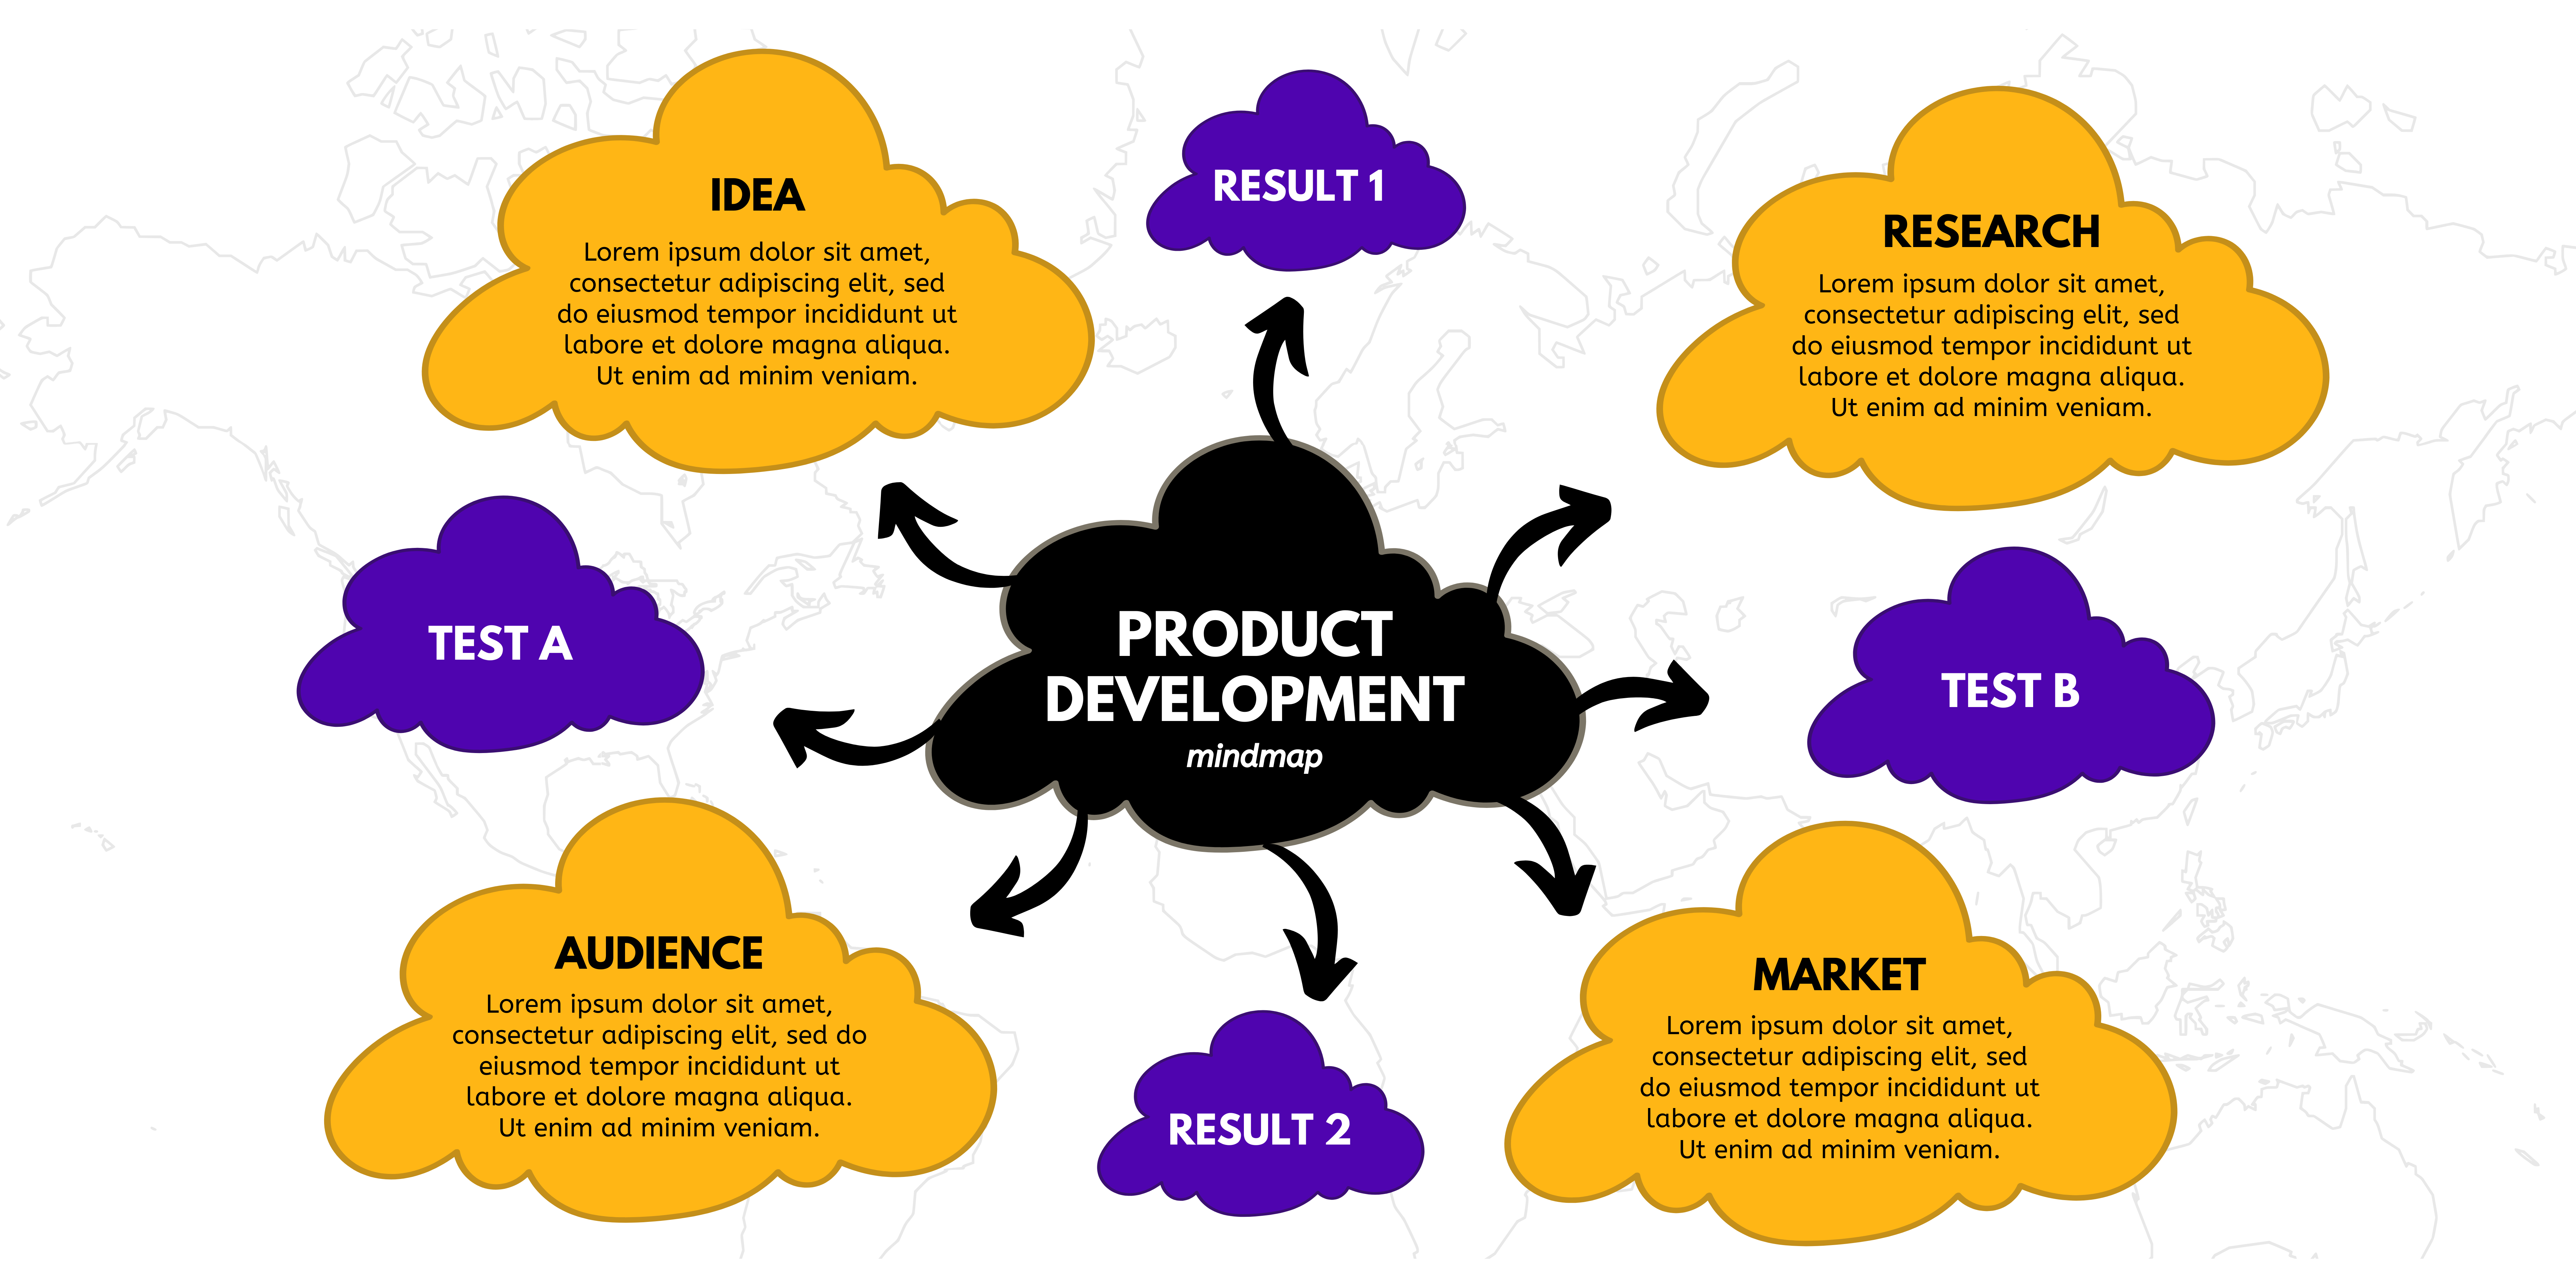 IDEA
Lorem ipsum dolor sit amet,
consectetur adipiscing elit, sed
do eiusmod tempor incididunt ut
labore et dolore magna aliqua.
Ut enim ad minim veniam.
RESULT 1
RESEARCH
Lorem ipsum dolor sit amet,
consectetur adipiscing elit, sed
do eiusmod tempor incididunt ut
labore et dolore magna aliqua.
Ut enim ad minim veniam.
TEST A
PRODUCT
DEVELOPMENT
mindmap
TEST B
AUDIENCE
Lorem ipsum dolor sit amet,
consectetur adipiscing elit, sed do
eiusmod tempor incididunt ut
labore et dolore magna aliqua.
Ut enim ad minim veniam.
RESULT 2
MARKET
Lorem ipsum dolor sit amet,
consectetur adipiscing elit, sed
do eiusmod tempor incididunt ut
labore et dolore magna aliqua.
Ut enim ad minim veniam.